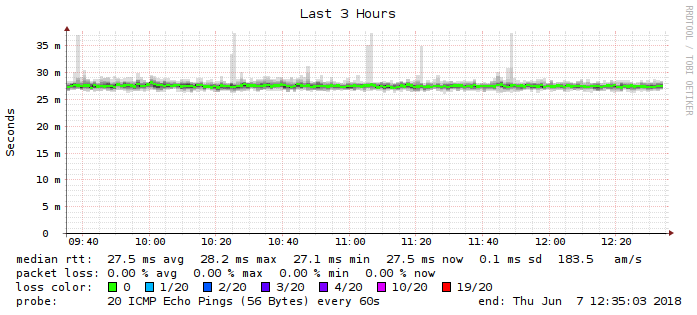 Last 3 Hours
RRDTOOL / TOBI OETIKER
Seconds
35 m
30 m
25 m
20 m
15 m
10 m
5 m
0
09:40 10:00 10:20 10:40 11:00 11:20 11:40 12:00 12:20
median rtt: 27.5 ms avg 28.2 ms max 27.1 ms min 27.5 ms now 0.1 ms sd 183.5 am/s
packet loss: 0.00 % avg 0.00 % max 0.00 % min 0.00 % now
loss color: 0 1/20 2/20 3/20 4/20 10/20 19/20
probe: 20 ICMP Echo Pings (56 Bytes) every 60s end: Thu Jun 7 12:35:03 2018